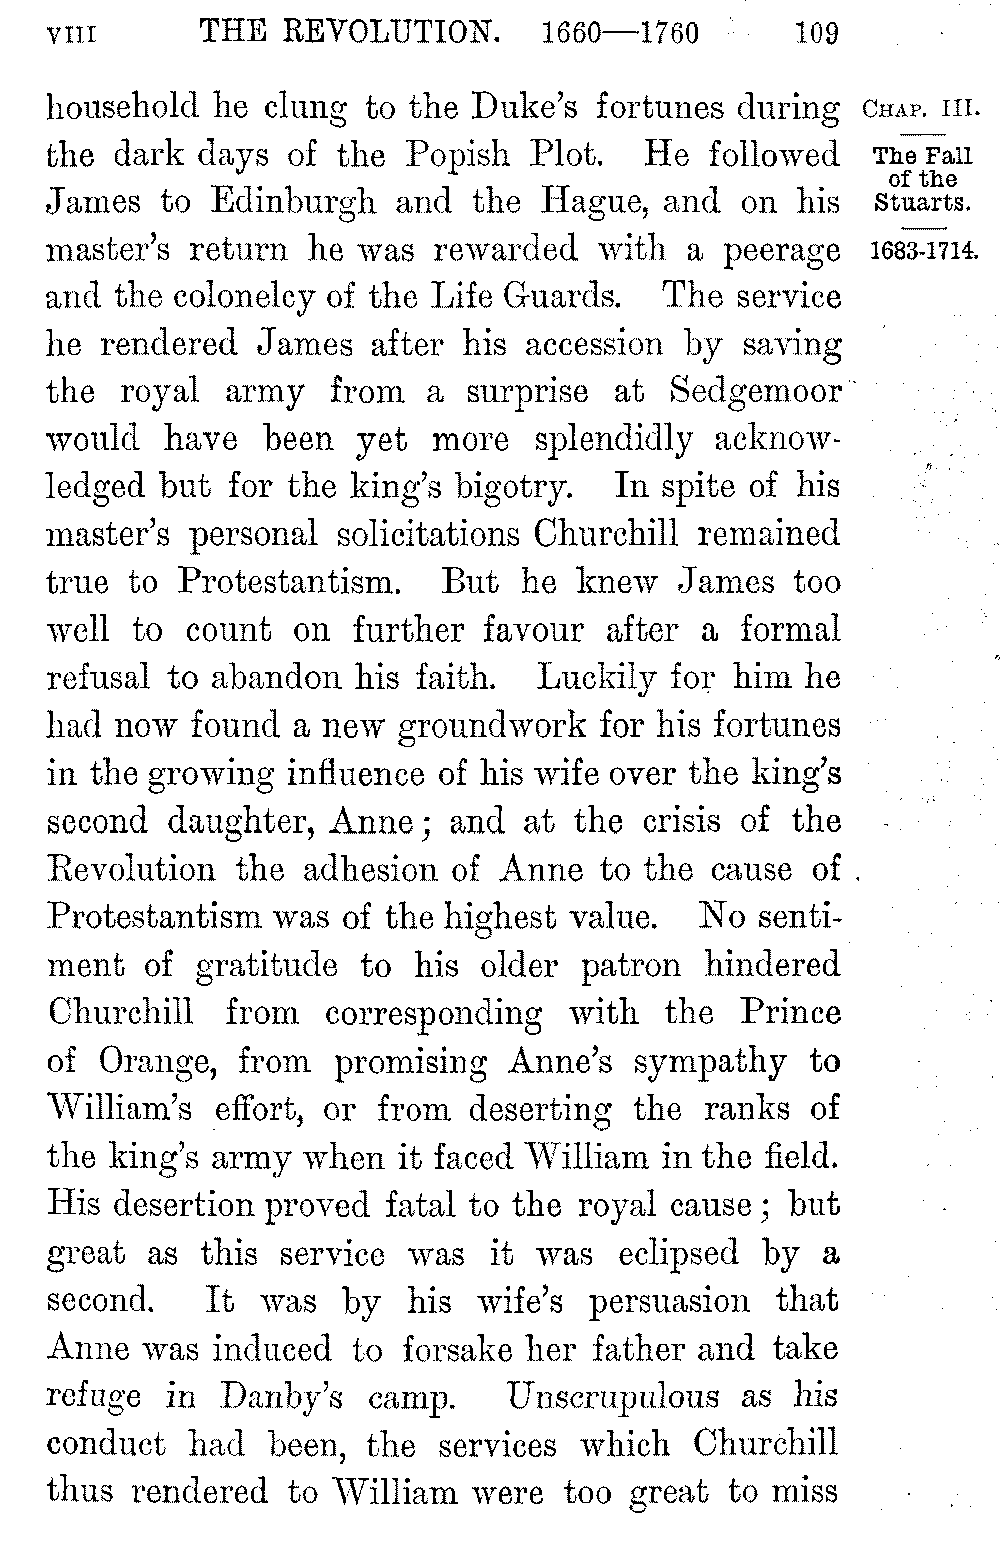 VIII THE REVOLUTION. 1660—1760 109
household he clung to the Duke's fortunes during
the dark days of the Popish Plot. He followed
James to Edinburgh and the Hague, and on his
master's return he was rewarded with a peerage
and the colonelcy of the Life Guards. The service
he rendered James after his accession by saving
the royal army from a surprise at Sedgemoor
would have been yet more splendidly acknow-
ledged but for the king's bigotry. In spite of his
master's personal solicitations Churchill remained
true to Protestantism. But he knew James too
well to count on further favour after a formal
refusal to abandon his faith. Luckily for him he
had now found a new groundwork for his fortunes
in the growing influence of his wife over the king's
second daughter, Anne; and at the crisis of the
Revolution the adhesion of Anne to the cause of
Protestantism was of the highest value. No senti-
ment of gratitude to his older patron hindered
Churchill from corresponding with the Prince
of Orange, from promising Anne's sympathy to
William's effort, or from deserting the ranks of
the king's army when it faced William in the field.
His desertion proved fatal to the royal cause; but
great as this service was it was eclipsed by a
second. It was by his wife's persuasion that
Anne was induced to forsake her father and take
refuge in Danby's camp. Unscrupulous as his
conduct had been, the services which Churchill
thus rendered to William were too great to miss
CHAP. III.
The Fall
of the
Stuarts.
1683-1714.